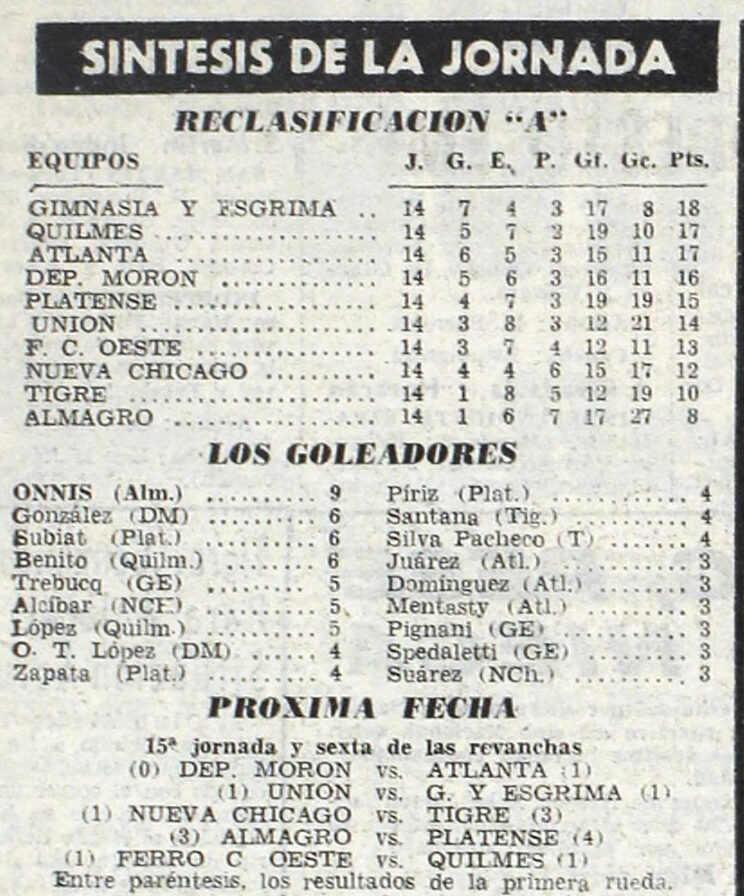 SINTESIS DE LA JORNADA
RECLASIFICACION "A"
EQUIPOS J. G. E. P. Gf. Gc. Pts.
GIMNASIA Y ESGRIMA .. 14 7 4 3 17 8 18
QUILMES ................ 14 5 7 2 19 10 17
ATLANTA ................ 14 6 5 3 15 11 17
DEP. MORON ............ 14 5 6 3 16 11 16
PLATENSE .............. 14 4 7 3 19 19 15
UNION .................. 14 3 8 3 12 21 14
F. C. OESTE ............ 14 3 7 4 12 11 13
NUEVA CHICAGO ........ 14 4 4 6 15 17 12
TIGRE .................. 14 1 8 5 12 19 10
ALMAGRO .............. 14 1 6 7 17 27 8
LOS GOLEADORES
ONNIS (Alm.) ......... 9
González (DM) ........ 6
Subiat (Plat.) ......... 6
Benito (Quilm.) ....... 6
Trebucq (GE) ......... 5
Alcíbar (NCH) ......... 5
López (Quilm.) ........ 5
O. T. López (DM) ..... 4
Zapata (Plat.) ........ 4
Píriz (Plat.) ........... 4
Santana (Tig.) ......... 4
Silva Pacheco (T) ...... 4
Juárez (Atl.) .......... 3
Domínguez (Atl.) ...... 3
Mentasty (Atl.) ........ 3
Pignani (GE) .......... 3
Spedaletti (GE) ........ 3
Suárez (NCh.) ......... 3
PROXIMA FECHA
15ª jornada y sexta de las revanchas
(0) DEP. MORON vs. ATLANTA (1)
(1) UNION vs. G. Y ESGRIMA (1)
(1) NUEVA CHICAGO vs. TIGRE (3)
(3) ALMAGRO vs. PLATENSE (4)
(1) FERRO C OESTE vs. QUILMES (1)
Entre paréntesis, los resultados de la primera rueda.